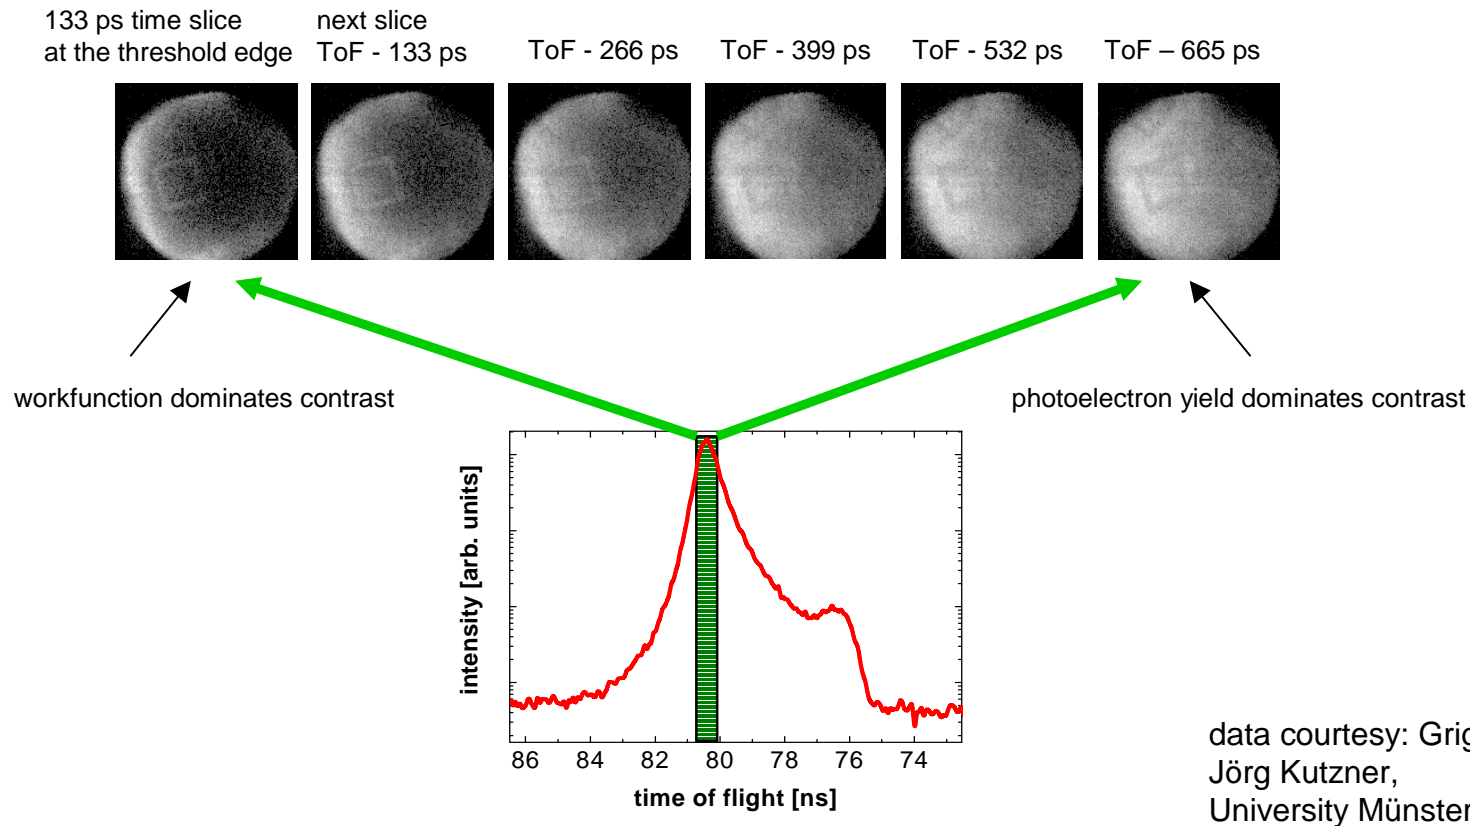 133 ps time slice
at the threshold edge
next slice
ToF - 133 ps
ToF - 266 ps
ToF - 399 ps
ToF - 532 ps
ToF – 665 ps
workfunction dominates contrast
photoelectron yield dominates contrast
intensity [arb. units]
86 84 82 80 78 76 74
time of flight [ns]
data courtesy:
Jörg Kutzner,
University Münster